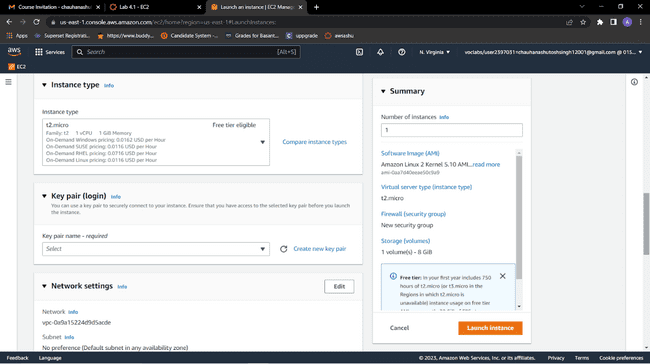 Course Invitation - chauhanashu
Lab 4.1 - EC2
Launch an instance | EC2 Manag
us-east-1.console.aws.amazon.com/ec2/home?region=us-east-1#LaunchInstances:
Apps
Superset Registratio...
https://www.buddy...
Candidate System -...
Grades for Basant...
uppgrade
awsashu
aws
Services
Search
[Alt+S]
N. Virginia
EC2
Instance type Info
Instance type
t2.micro
Free tier eligible
Family: t2 1 vCPU 1 GiB Memory
On-Demand Windows pricing: 0.0162 USD per Hour
On-Demand SUSE pricing: 0.0116 USD per Hour
On-Demand RHEL pricing: 0.0716 USD per Hour
On-Demand Linux pricing: 0.0116 USD per Hour
Compare instance types
Key pair (login) Info
You can use a key pair to securely connect to your instance. Ensure that you have access to the selected key pair before you launch
the instance.
Key pair name - required
Select
Create new key pair
Network settings Info
Edit
Network Info
Subnet Info
No preference (Default subnet in any availability zone)
Summary
Number of instances Info
1
Software Image (AMI)
Amazon Linux 2 Kernel 5.10 AMI...read more
Virtual server type (instance type)
t2.micro
Firewall (security group)
New security group
Storage (volumes)
1 volume(s) - 8 GiB
Free tier: In your first year includes 750
hours of t2.micro (or t3.micro in the
Regions in which t2.micro is
unavailable) instance usage on free tier
Cancel
Launch instance
Feedback
Language
© 2023, Amazon Web Services, Inc. or its affiliates.
Privacy
Terms
Cookie preferences